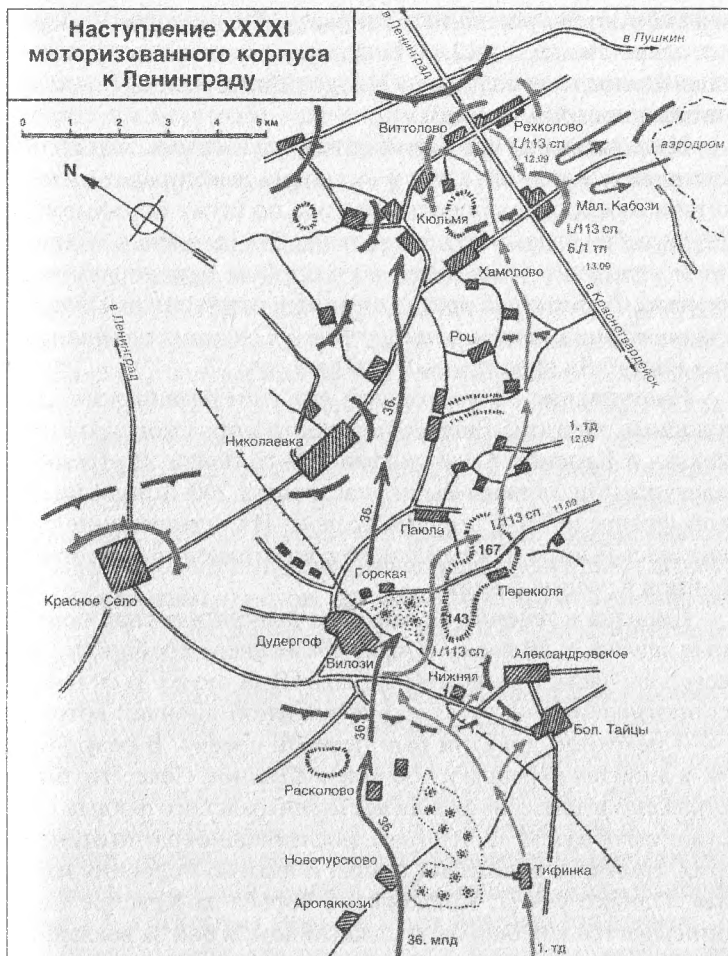 Наступление XXXXI
моторизованного корпуса
к Ленинграду
0 2 4 6 км
N
в Ленинград
в Пушкин
Виттолово
Рехколово
I./113 сп
12.09
аэродром
Кюльмя
Мал. Кабози
I./113 сп
6./1 тп
13.09
Хамолово
в Красногвардейск
Роц
в Ленинград
36.
Николаевка
1. тд
12.09
36.
Паюла
I./113 сп 11.09
167
Горская
Перекюля
Красное Село
143
Дудергоф
I./113 сп
Александровское
Вилози
Нижняя
36.
Бол. Тайцы
Расколово
36.
Новопурсково
Тифинка
Аропаккози
36. мпд
1. тд